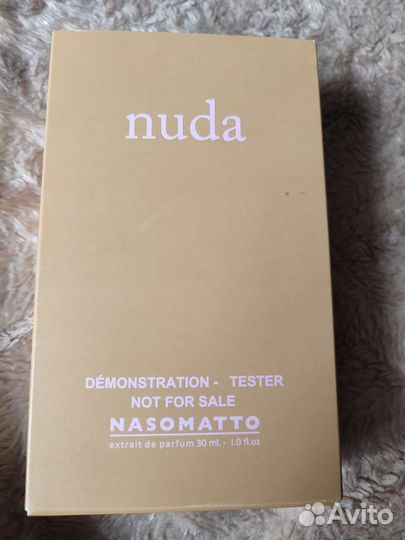 nuda
DÉMONSTRATION - TESTER
NOT FOR SALE
NASOMATTO
extrait de parfum 30 ml. - 1.0 fl.oz
Avito